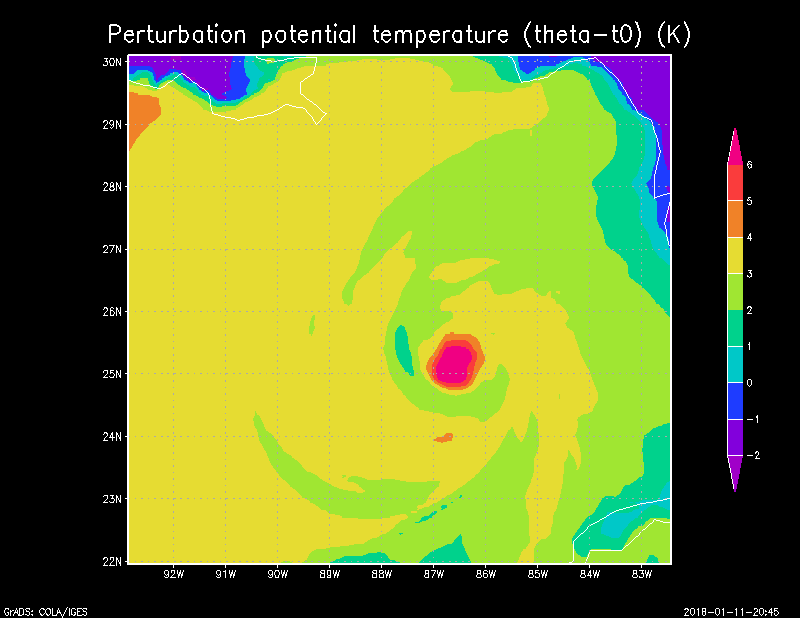 Perturbation potential temperature (theta-t0) (K)
30N
29N
28N
27N
26N
25N
24N
23N
22N
92W 91W 90W 89W 88W 87W 86W 85W 84W 83W
6
5
4
3
2
1
0
-1
-2
GrADS: COLA/IGES 2018-01-11-20:45